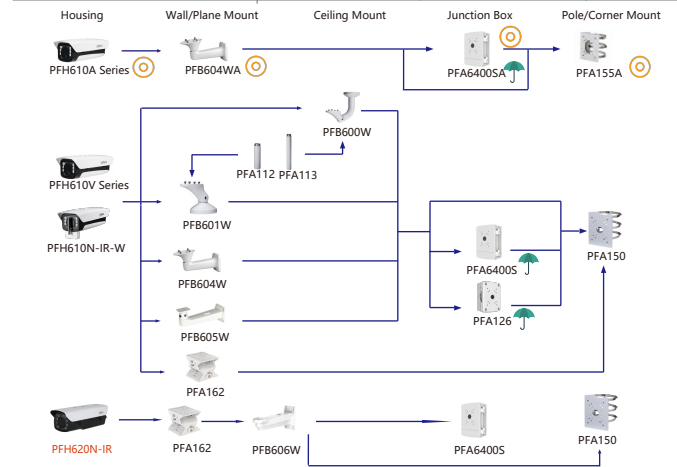 Housing Wall/Plane Mount Ceiling Mount Junction Box Pole/Corner Mount
PFH610A Series PFB604WA PFA6400SA PFA155A
PFB600W
PFA112 PFA113
PFH610V Series
PFB601W
PFH610N-IR-W
PFA6400S PFA150
PFB604W
PFA126
PFB605W
PFA162
PFH620N-IR PFA162 PFB606W PFA6400S PFA150